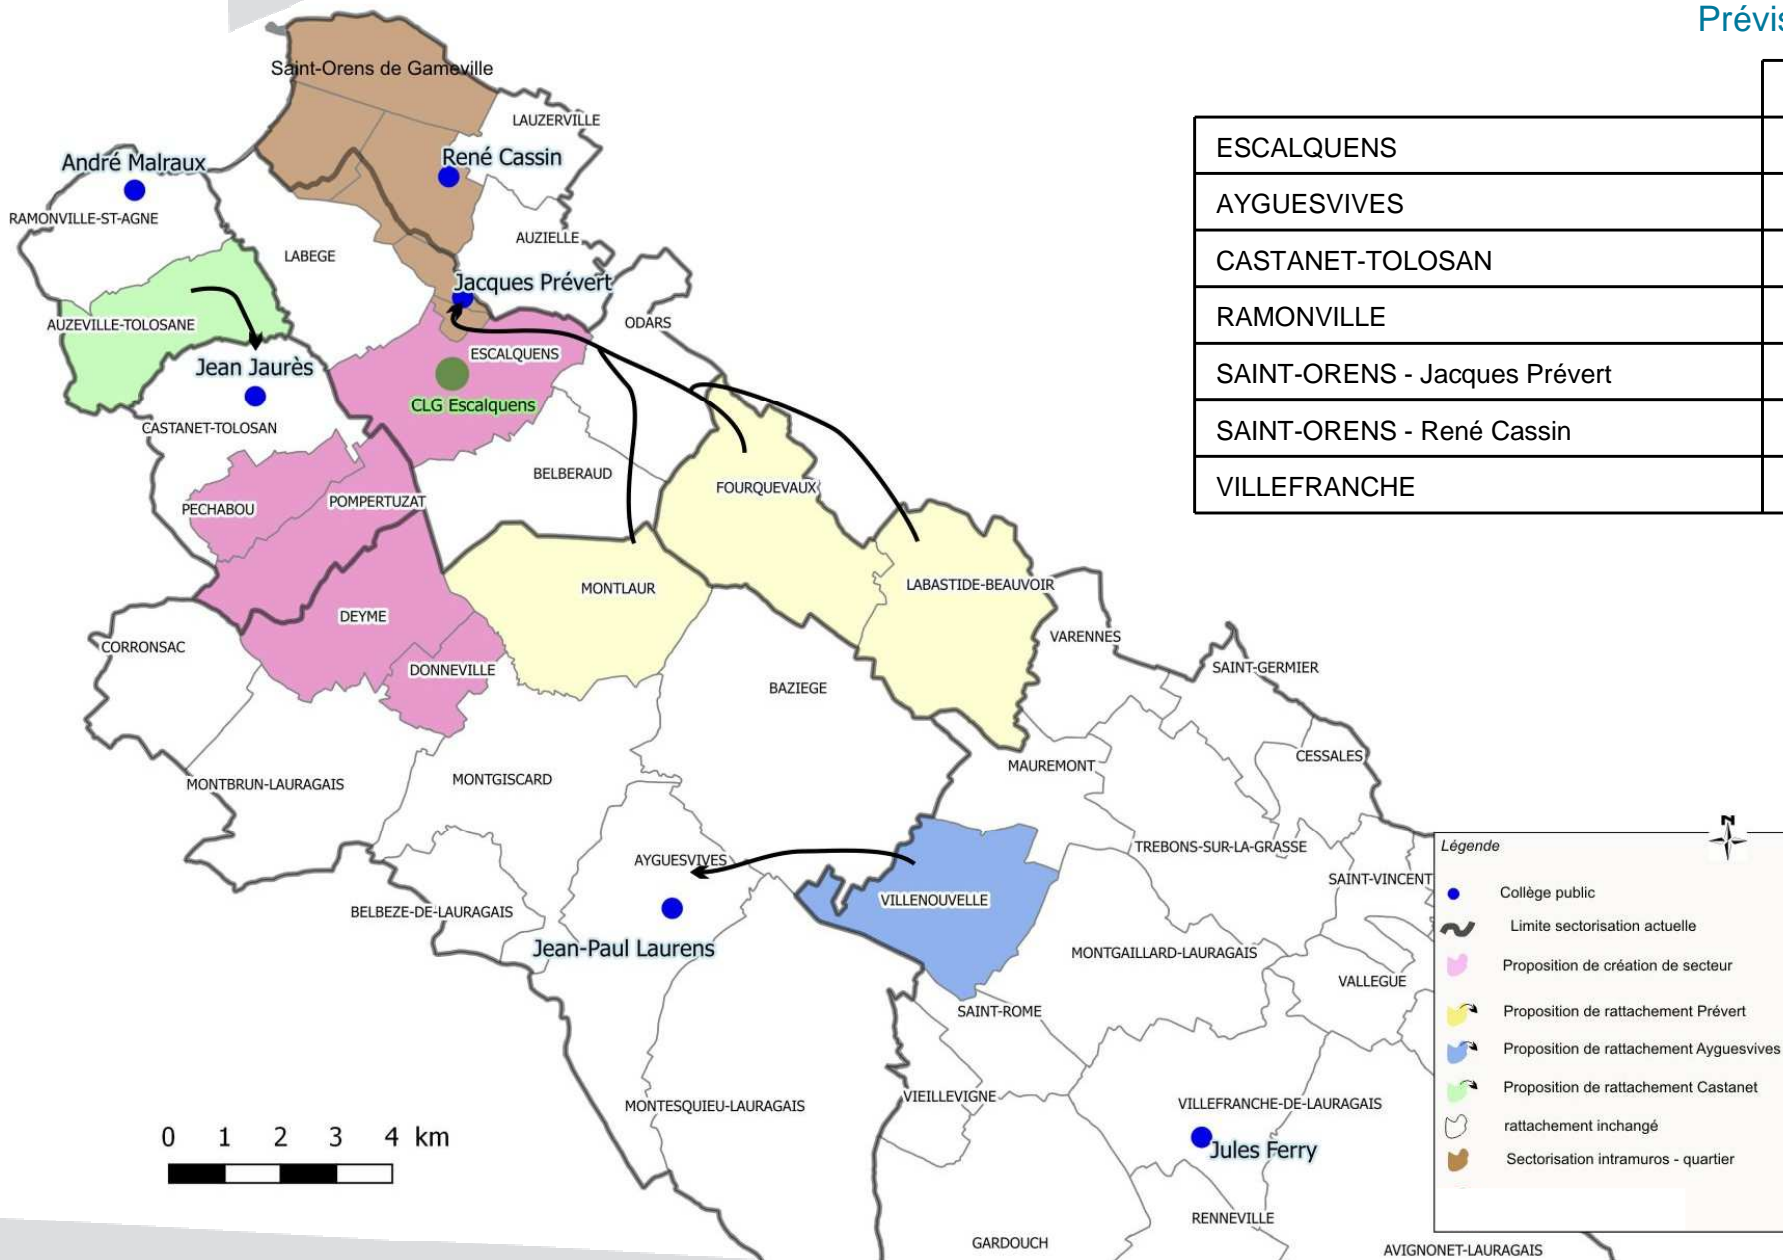 Prévis
ESCALQUENS
AYGUESVIVES
CASTANET-TOLOSAN
RAMONVILLE
SAINT-ORENS - Jacques Prévert
SAINT-ORENS - René Cassin
VILLEFRANCHE
Saint-Orens de Gameville
LAUZERVILLE
André Malraux
René Cassin
RAMONVILLE-ST-AGNE
AUZIELLE
LABEGE
Jacques Prévert
ODARS
AUZEVILLE-TOLOSANE
ESCALQUENS
Jean Jaurès
CLG Escalquens
CASTANET-TOLOSAN
BELBERAUD
FOURQUEVAUX
PECHABOU
POMPERTUZAT
MONTLAUR
LABASTIDE-BEAUVOIR
DEYME
VARENNES
CORRONSAC
SAINT-GERMIER
DONNEVILLE
BAZIEGE
CESSALES
MAUREMONT
MONTGISCARD
MONTBRUN-LAURAGAIS
TREBONS-SUR-LA-GRASSE
AYGUESVIVES
SAINT-VINCENT
VILLENOUVELLE
BELBEZE-DE-LAURAGAIS
Jean-Paul Laurens
MONTGAILLARD-LAURAGAIS
VALLEGUE
SAINT-ROME
VIEILLEVIGNE
MONTESQUIEU-LAURAGAIS
VILLEFRANCHE-DE-LAURAGAIS
Jules Ferry
RENNEVILLE
GARDOUCH
AVIGNONET-LAURAGAIS
0 1 2 3 4 km
N
Légende
Collège public
Limite sectorisation actuelle
Proposition de création de secteur
Proposition de rattachement Prévert
Proposition de rattachement Ayguesvives
Proposition de rattachement Castanet
rattachement inchangé
Sectorisation intramuros - quartier